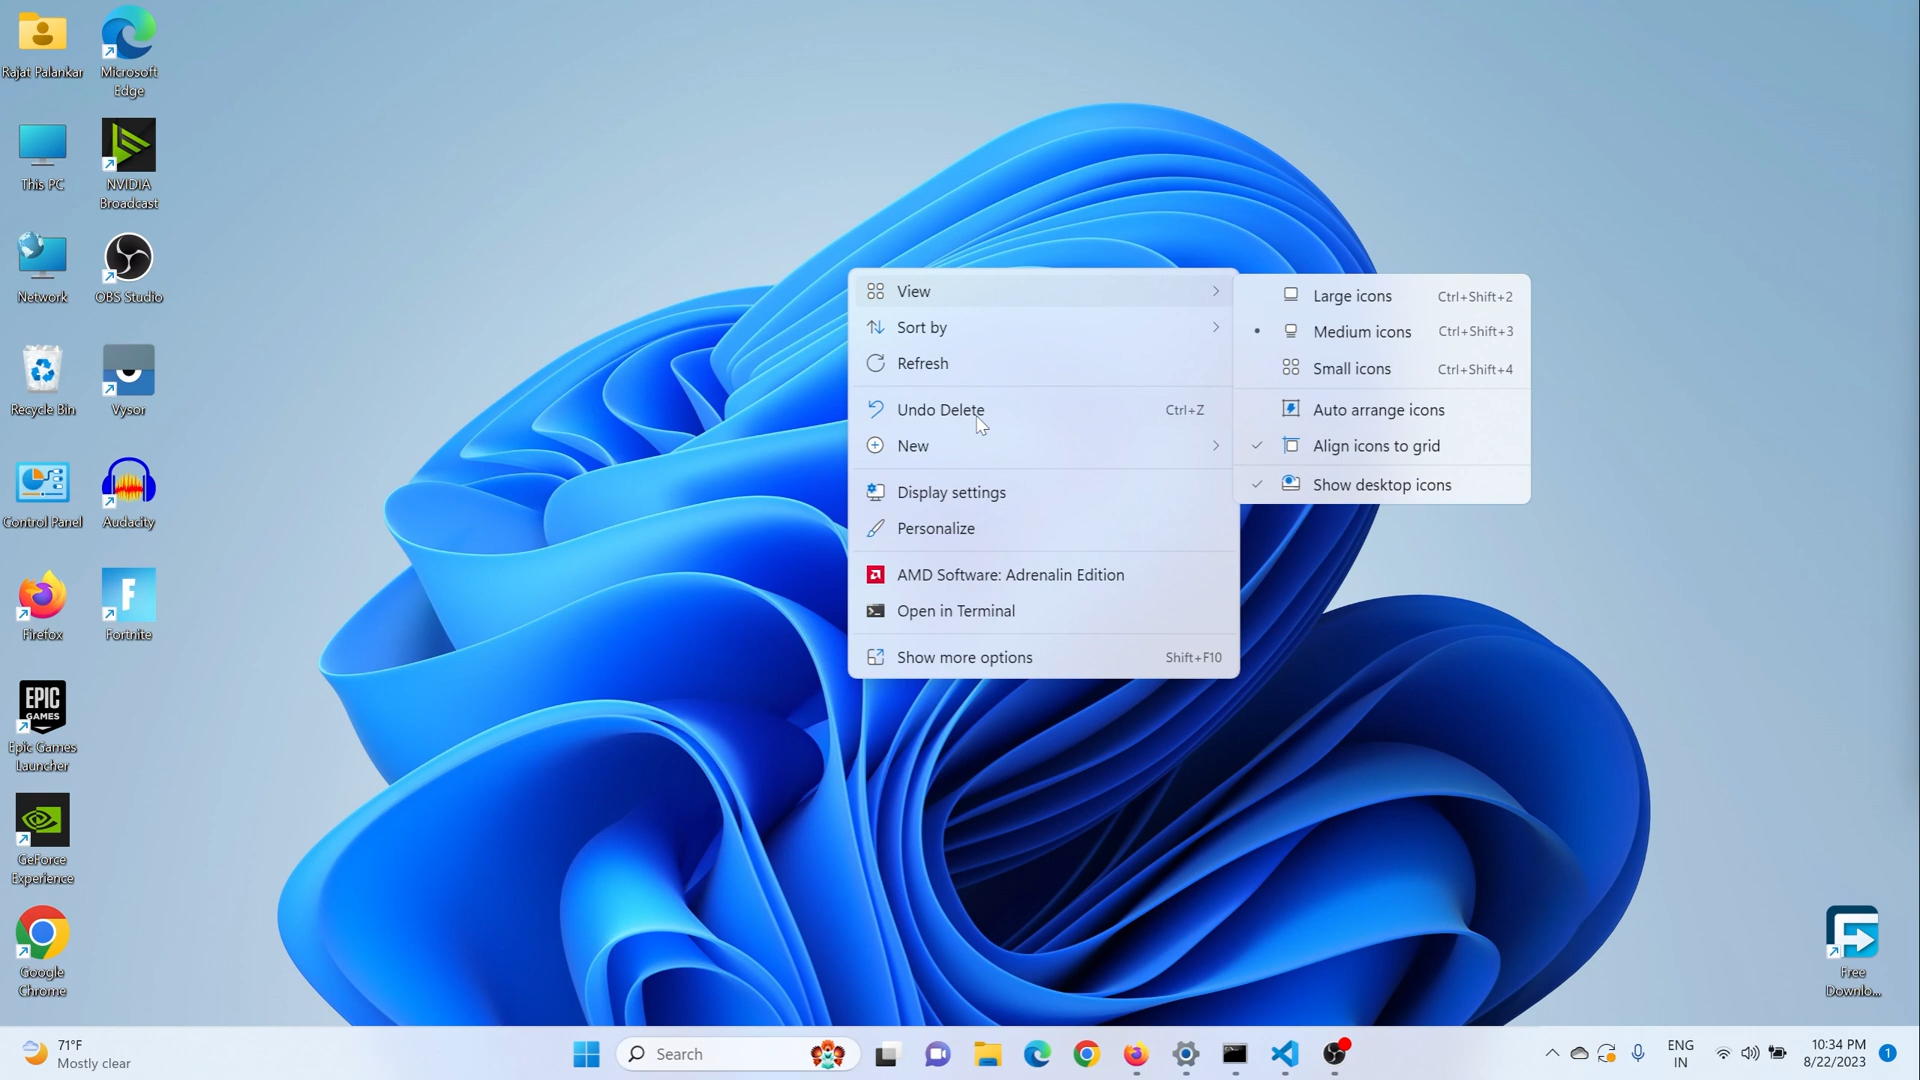 Rajat Palankar
Microsoft
Edge
This PC
NVIDIA
Broadcast
Network
OBS Studio
Recycle Bin
Vysor
Control Panel
Audacity
Firefox
Fortnite
EPIC
GAMES
Epic Games
Launcher
GeForce
Experience
Google
Chrome
View
Sort by
Refresh
Undo Delete Ctrl+Z
New
Display settings
Personalize
AMD Software: Adrenalin Edition
Open in Terminal
Show more options Shift+F10
Large icons Ctrl+Shift+2
Medium icons Ctrl+Shift+3
Small icons Ctrl+Shift+4
Auto arrange icons
Align icons to grid
Show desktop icons
Free
Downlo...
71°F
Mostly clear
Search
ENG
IN
10:34 PM
8/22/2023
1